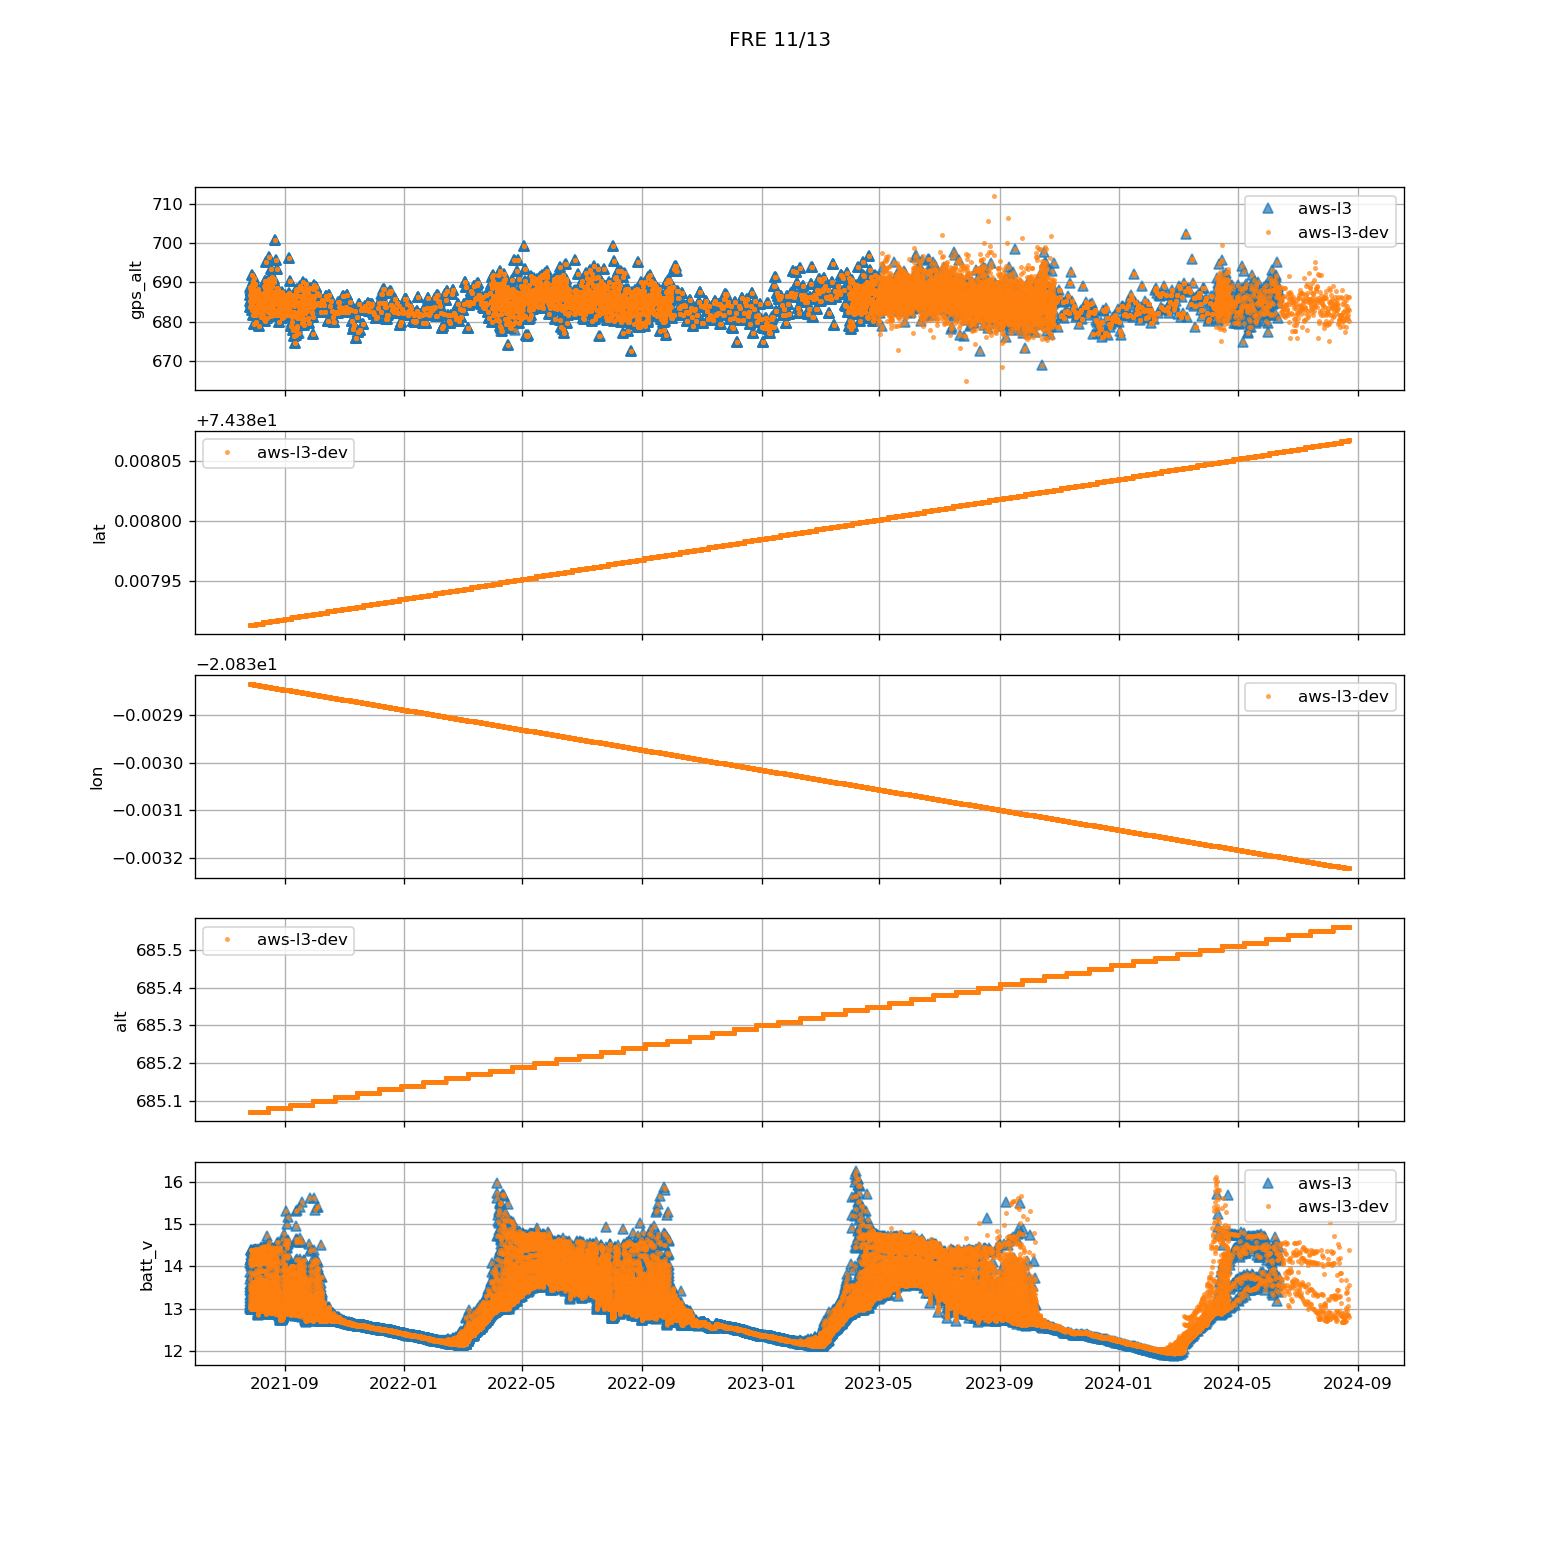 FRE 11/13
710
700
690
680
670
gps_alt
aws-l3
aws-l3-dev
+7.438e1
0.00805
0.00800
0.00795
lat
aws-l3-dev
−2.083e1
−0.0029
−0.0030
−0.0031
−0.0032
lon
aws-l3-dev
685.5
685.4
685.3
685.2
685.1
alt
aws-l3-dev
16
15
14
13
12
batt_v
aws-l3
aws-l3-dev
2021-09
2022-01
2022-05
2022-09
2023-01
2023-05
2023-09
2024-01
2024-05
2024-09